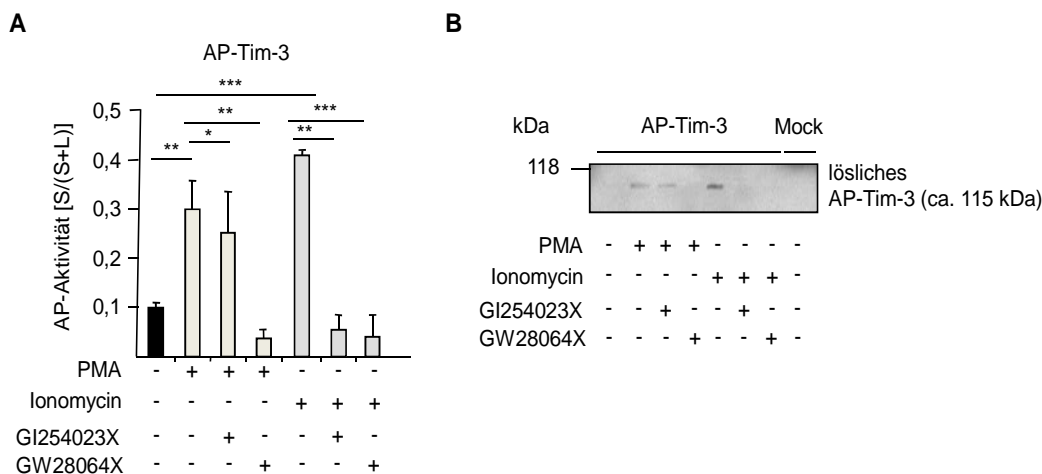 A
AP-Tim-3
***
**
***
**
*
**
0,5
0,4
0,3
0,2
0,1
AP-Aktivität [S/(S+L)]
PMA - + + + - - -
Ionomycin - - - - + + +
GI254023X - - + - - + -
GW28064X - - - + - - +
B
kDa AP-Tim-3 Mock
118
lösliches
AP-Tim-3 (ca. 115 kDa)
PMA - + + + - - - -
Ionomycin - - - - + + + -
GI254023X - - + - - + - -
GW28064X - - - + - - + -